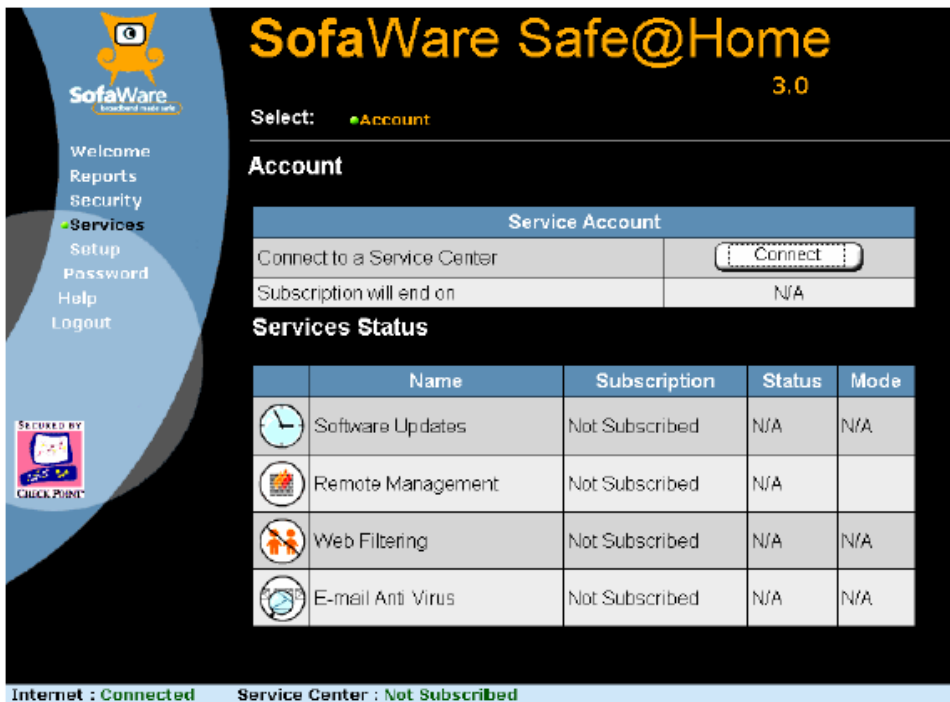 SofaWare Safe@Home
3.0
SofaWare
broadband made safe
Select: Account
Welcome
Reports
Security
Services
Setup
Password
Help
Logout
SECURED BY
CHECK POINT
Account
Service Account
Connect to a Service Center Connect
Subscription will end on N/A
Services Status
Name Subscription Status Mode
Software Updates Not Subscribed N/A N/A
Remote Management Not Subscribed N/A
Web Filtering Not Subscribed N/A N/A
E-mail Anti Virus Not Subscribed N/A N/A
Internet : Connected Service Center : Not Subscribed